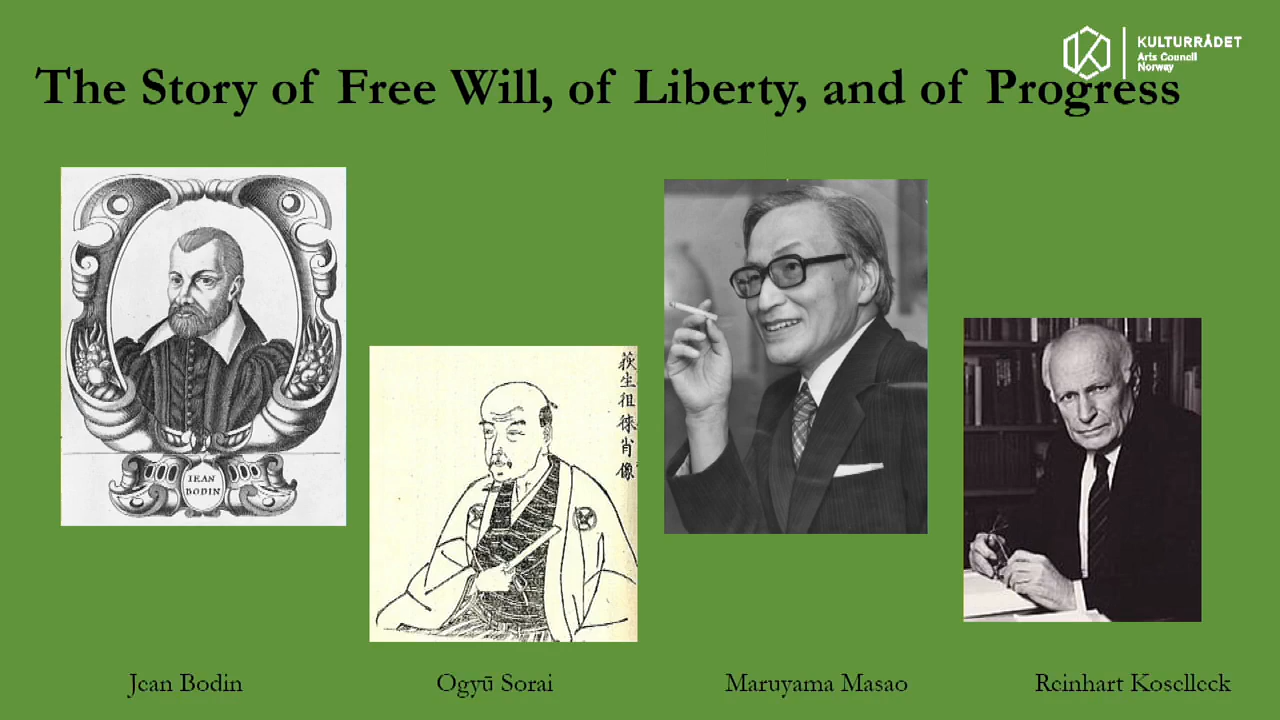 KULTURRÅDET
Arts Council
Norway
The Story of Free Will, of Liberty, and of Progress
IEAN
BODIN
荻生徂徠肖像
Jean Bodin
Ogyū Sorai
Maruyama Masao
Reinhart Koselleck